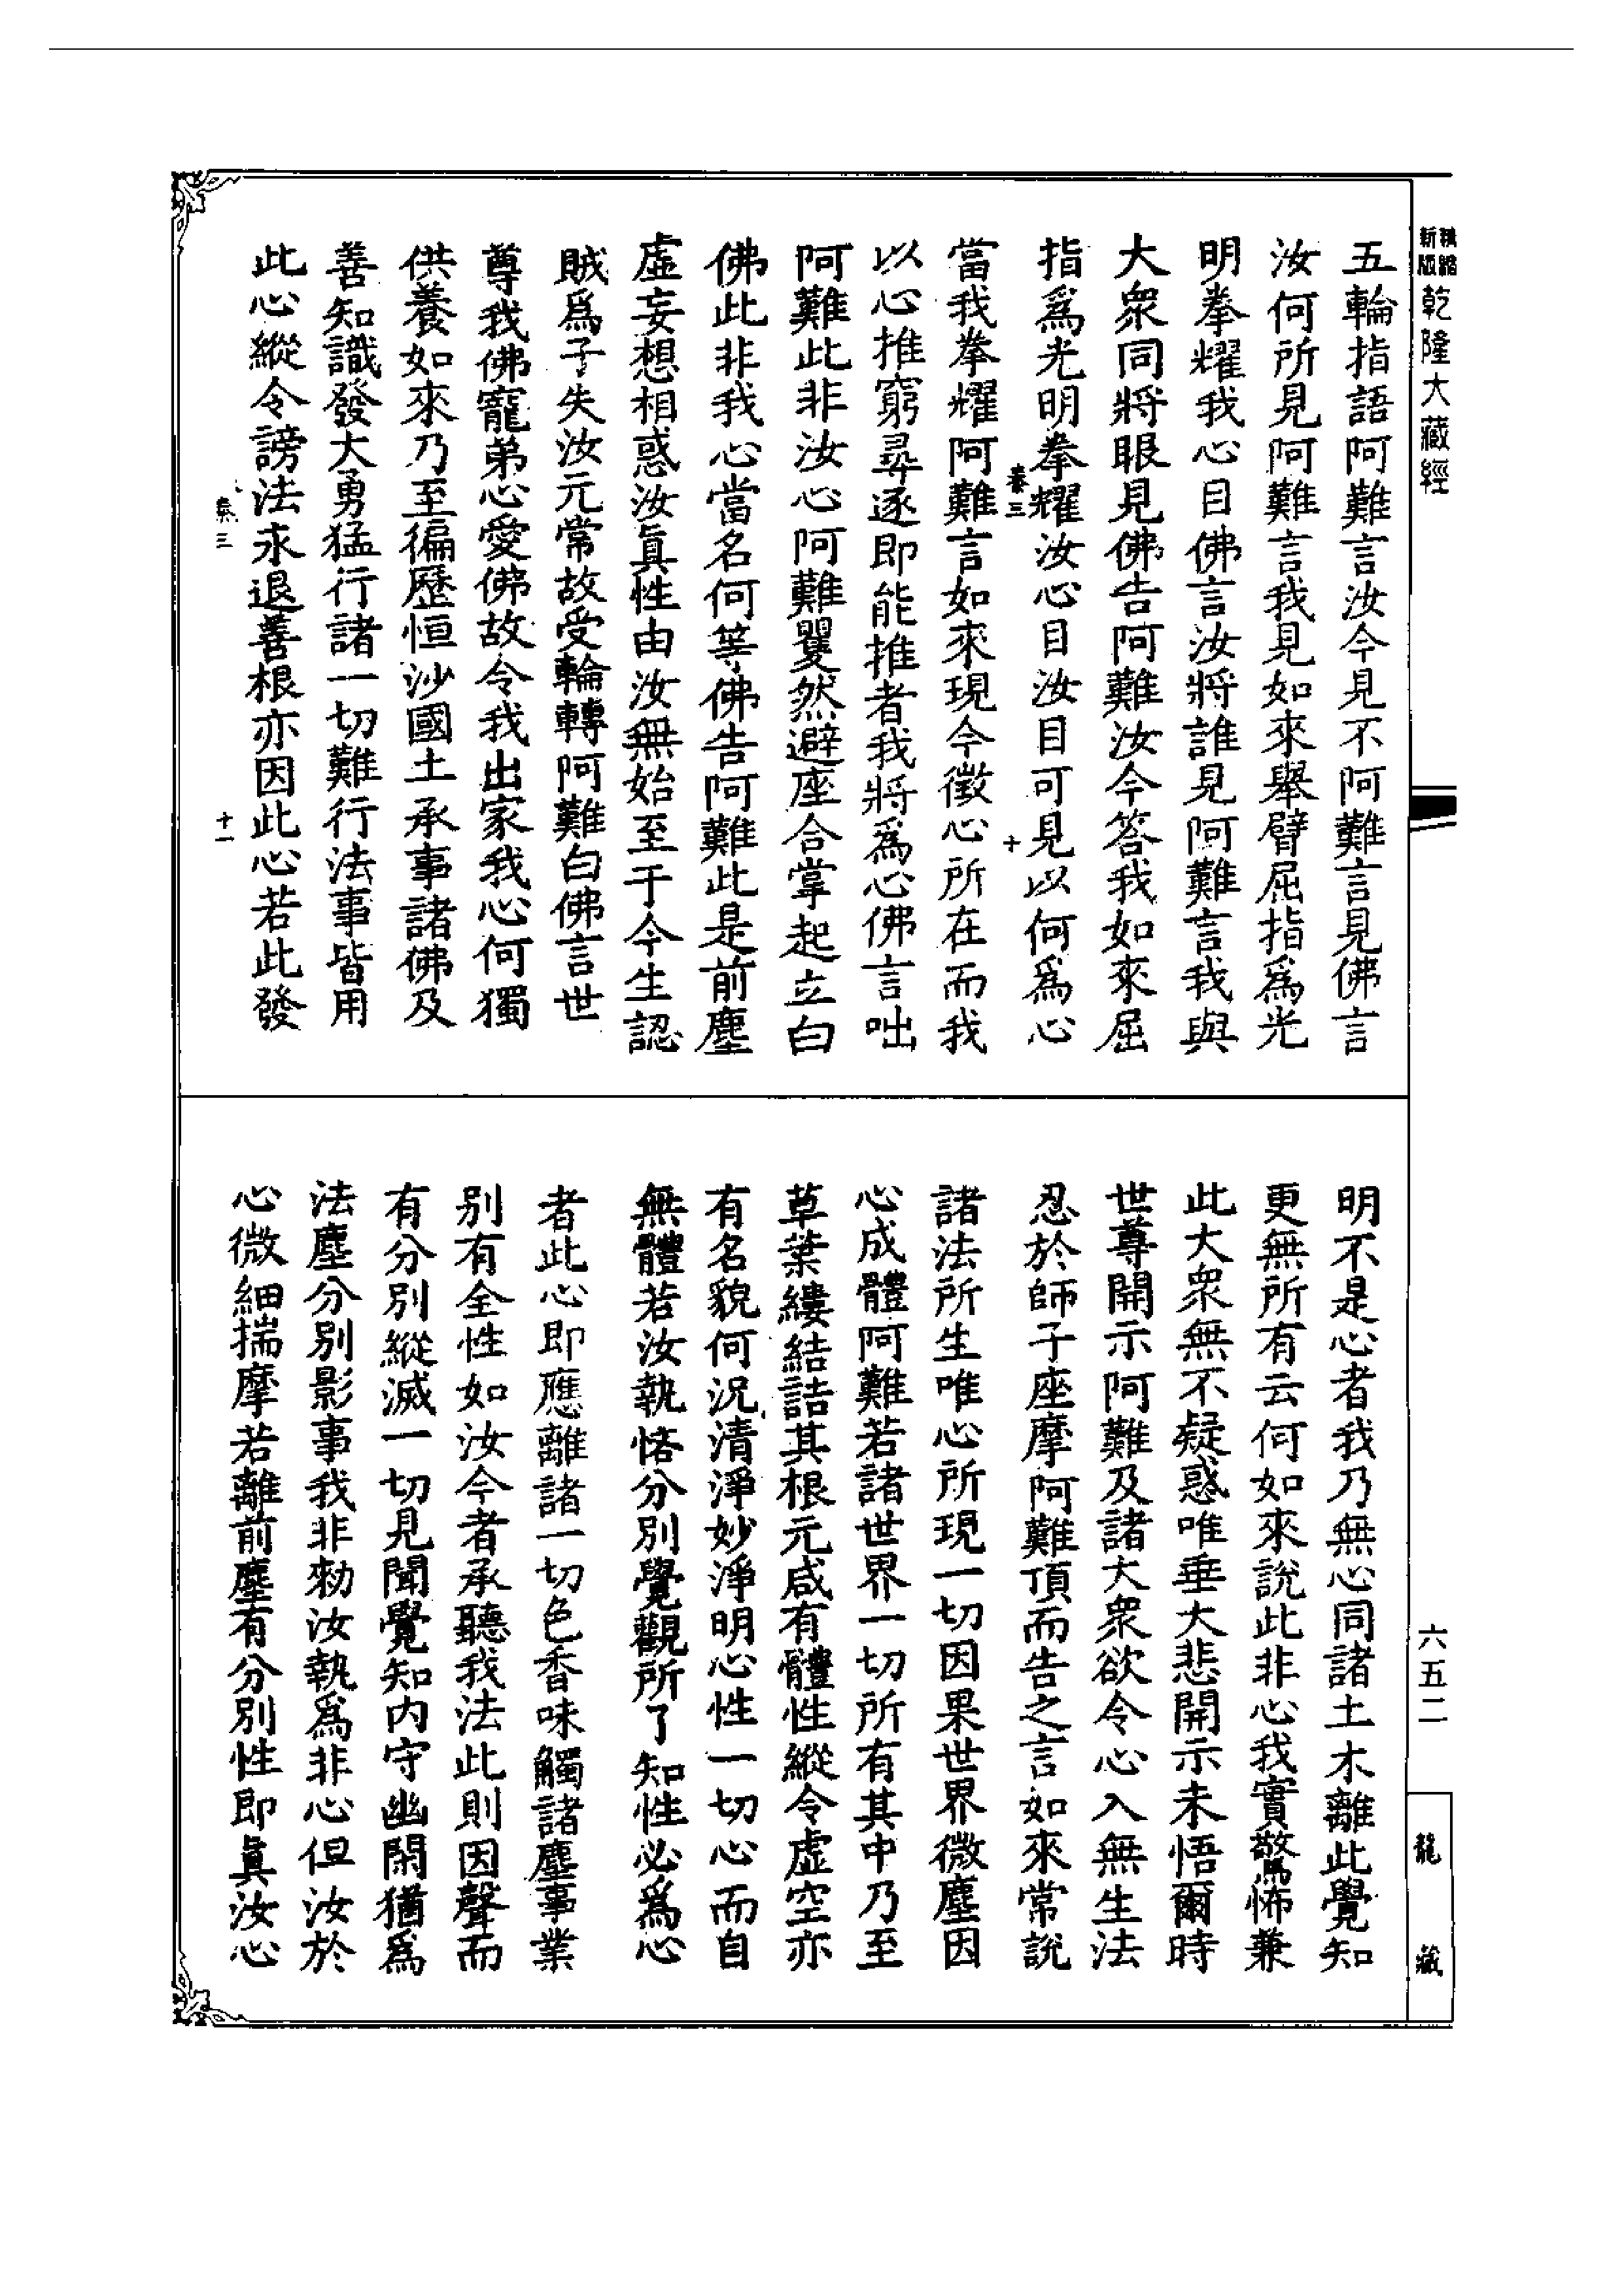 新版
精縮
乾隆大藏經
五輪指語阿難言汝今見不阿難言見佛言
汝何所見阿難言我見如來舉臂屈指爲光
明拳耀我心目佛言汝將誰見阿難言我與
大衆同將眼見佛告阿難汝今答我如來屈
指爲光明拳耀汝心目汝目可見以何爲心
秦三
十
當我拳耀阿難言如來現今徵心所在而我
以心推窮尋逐即能推者我將爲心佛言咄
阿難此非汝心阿難矍然避座合掌起立白
佛此非我心當名何等佛告阿難此是前塵
虛妄想相惑汝眞性由汝無始至于今生認
賊爲子失汝元常故受輪轉阿難白佛言世
尊我佛寵弟心愛佛故令我出家我心何獨
供養如來乃至徧歷恒沙國土承事諸佛及
善知識發大勇猛行諸一切難行法事皆用
此心縱令謗法永退善根亦因此心若此發
秦三
十一
明不是心者我乃無心同諸土木離此覺知
更無所有云何如來說此非心我實驚怖兼
此大衆無不疑惑唯垂大悲開示未悟爾時
世尊開示阿難及諸大衆欲令心入無生法
忍於師子座摩阿難頂而告之言如來常說
諸法所生唯心所現一切因果世界微塵因
心成體阿難若諸世界一切所有其中乃至
草葉縷結詰其根元咸有體性縱令虛空亦
有名貌何況清淨妙淨明心性一切心而自
無體若汝執悋分別覺觀所了知性必爲心
者此心即應離諸一切色香味觸諸塵事業
別有全性如汝今者承聽我法此則因聲而
有分別縱滅一切見聞覺知內守幽閑猶爲
法塵分別影事我非勑汝執爲非心但汝於
心微細揣摩若離前塵有分別性即眞汝心
六五二
龍藏